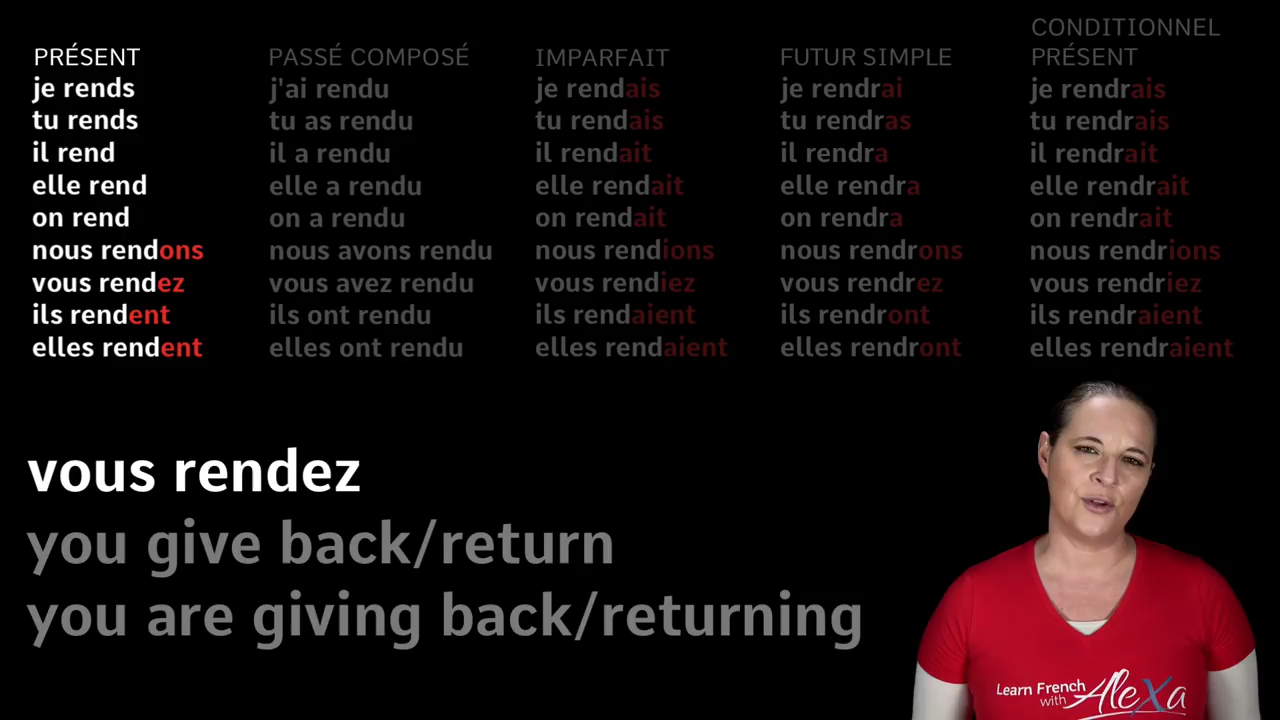 PRÉSENT
je rends
tu rends
il rend
elle rend
on rend
nous rendons
vous rendez
ils rendent
elles rendent
PASSÉ COMPOSÉ
j'ai rendu
tu as rendu
il a rendu
elle a rendu
on a rendu
nous avons rendu
vous avez rendu
ils ont rendu
elles ont rendu
IMPARFAIT
je rendais
tu rendais
il rendait
elle rendait
on rendait
nous rendions
vous rendiez
ils rendaient
elles rendaient
FUTUR SIMPLE
je rendrai
tu rendras
il rendra
elle rendra
on rendra
nous rendrons
vous rendrez
ils rendront
elles rendront
CONDITIONNEL
PRÉSENT
je rendrais
tu rendrais
il rendrait
elle rendrait
on rendrait
nous rendrions
vous rendriez
ils rendraient
elles rendraient
vous rendez
you give back/return
you are giving back/returning
Learn French
with AleXa